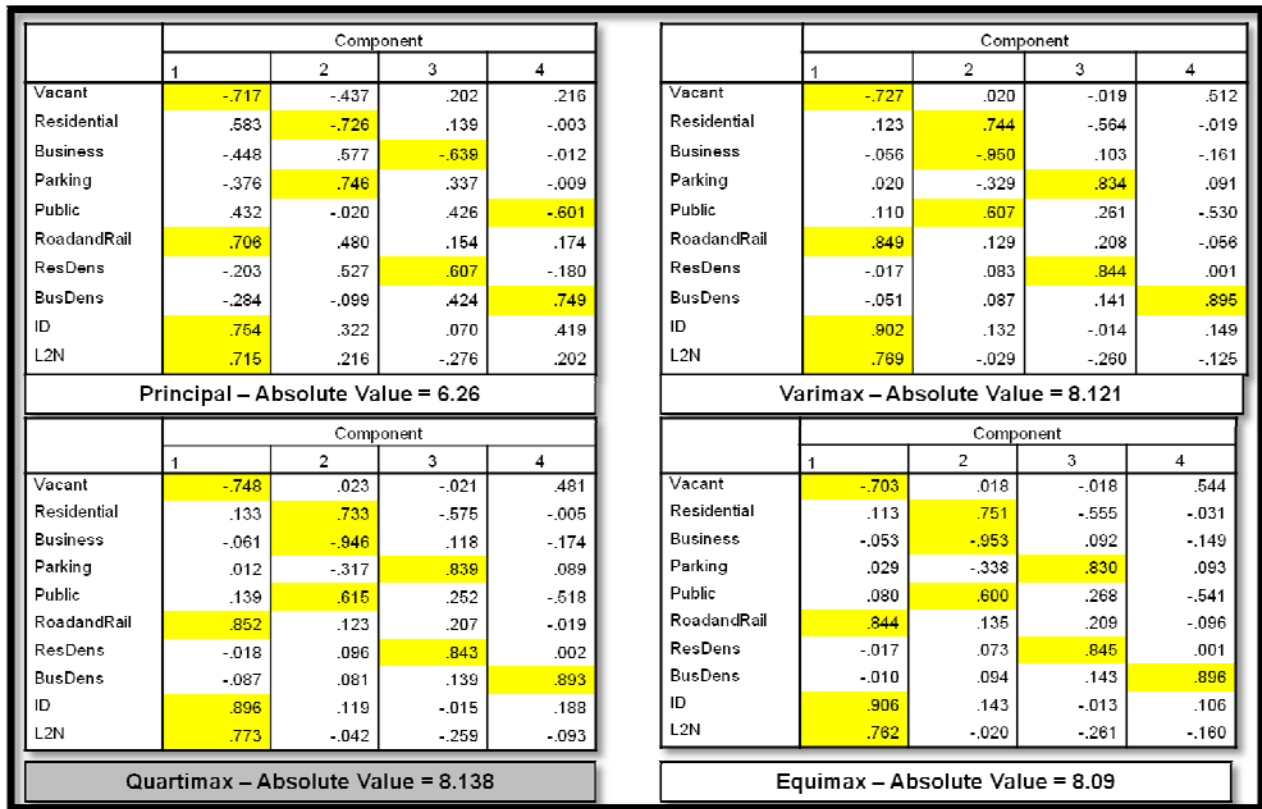 Component
1 2 3 4
Vacant -.717 -.437 .202 .216
Residential .583 -.726 .139 -.003
Business -.448 .577 -.639 -.012
Parking -.376 .746 .337 -.009
Public .432 -.020 .426 -.601
RoadandRail .706 .480 .154 .174
ResDens -.203 .527 .607 -.180
BusDens -.284 -.099 .424 .749
ID .754 .322 .070 .419
L2N .715 .216 -.276 .202
Principal – Absolute Value = 6.26
Component
1 2 3 4
Vacant -.727 .020 -.019 .512
Residential .123 .744 -.564 -.019
Business -.056 -.950 .103 -.161
Parking .020 -.329 .834 .091
Public .110 .607 .261 -.530
RoadandRail .849 .129 .208 -.056
ResDens -.017 .083 .844 .001
BusDens -.051 .087 .141 .895
ID .902 .132 -.014 .149
L2N .769 -.029 -.260 -.125
Varimax – Absolute Value = 8.121
Component
1 2 3 4
Vacant -.748 .023 -.021 .481
Residential .133 .733 -.575 -.005
Business -.061 -.946 .118 -.174
Parking .012 -.317 .839 .089
Public .139 .615 .252 -.518
RoadandRail .852 .123 .207 -.019
ResDens -.018 .096 .843 .002
BusDens -.087 .081 .139 .893
ID .896 .119 -.015 .188
L2N .773 -.042 -.259 -.093
Quartimax – Absolute Value = 8.138
Component
1 2 3 4
Vacant -.703 .018 -.018 .544
Residential .113 .751 -.555 -.031
Business -.053 -.953 .092 -.149
Parking .029 -.338 .830 .093
Public .080 .600 .268 -.541
RoadandRail .844 .135 .209 -.096
ResDens -.017 .073 .845 .001
BusDens -.010 .094 .143 .896
ID .906 .143 -.013 .106
L2N .762 -.020 -.261 -.160
Equimax – Absolute Value = 8.09